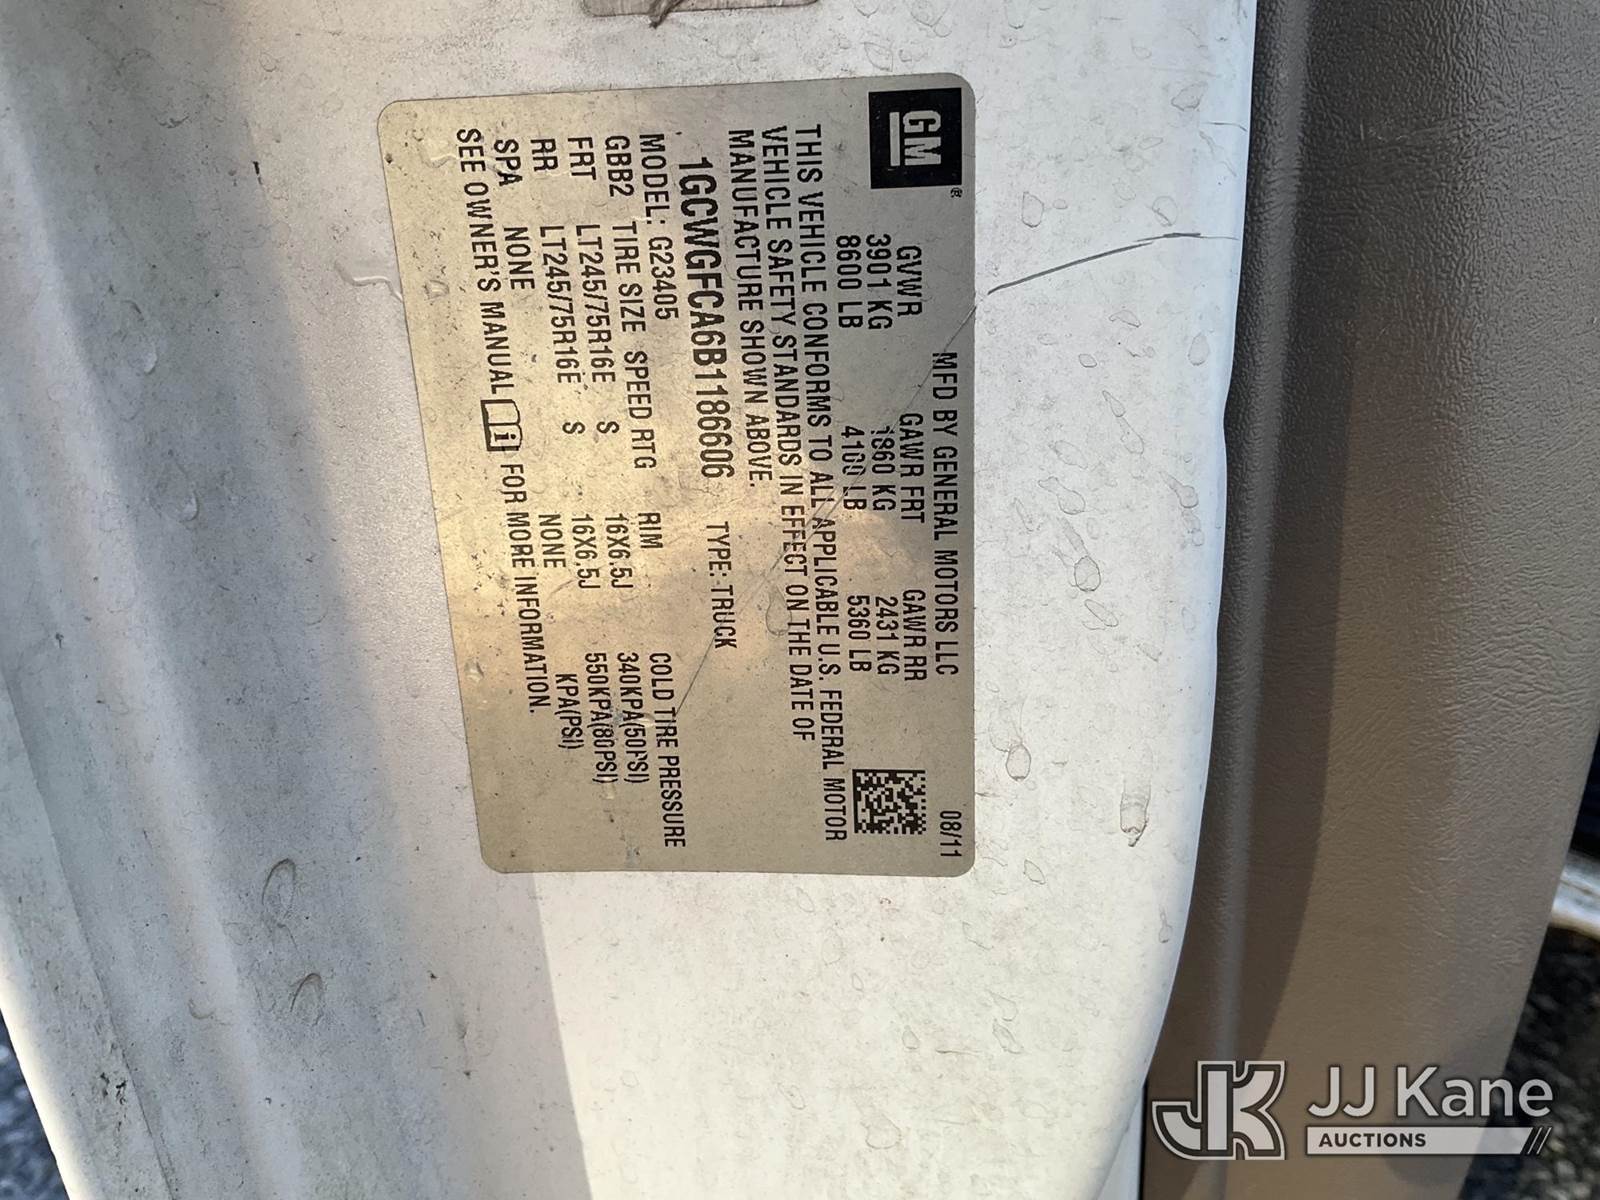 GM®
MFD BY GENERAL MOTORS LLC 08/11
GVWR GAWR FRT GAWR RR
3901 KG 1860 KG 2431 KG
8600 LB 4100 LB 5360 LB
THIS VEHICLE CONFORMS TO ALL APPLICABLE U.S. FEDERAL MOTOR
VEHICLE SAFETY STANDARDS IN EFFECT ON THE DATE OF
MANUFACTURE SHOWN ABOVE.
1GCWGFCA6B1186606 TYPE: TRUCK
MODEL: G23405
GBB2 TIRE SIZE SPEED RTG RIM COLD TIRE PRESSURE
FRT LT245/75R16E S 16X6.5J 340KPA(50PSI)
RR LT245/75R16E S 16X6.5J 550KPA(80PSI)
SPA NONE NONE KPA(PSI)
SEE OWNER'S MANUAL i FOR MORE INFORMATION.
JK JJ Kane
AUCTIONS